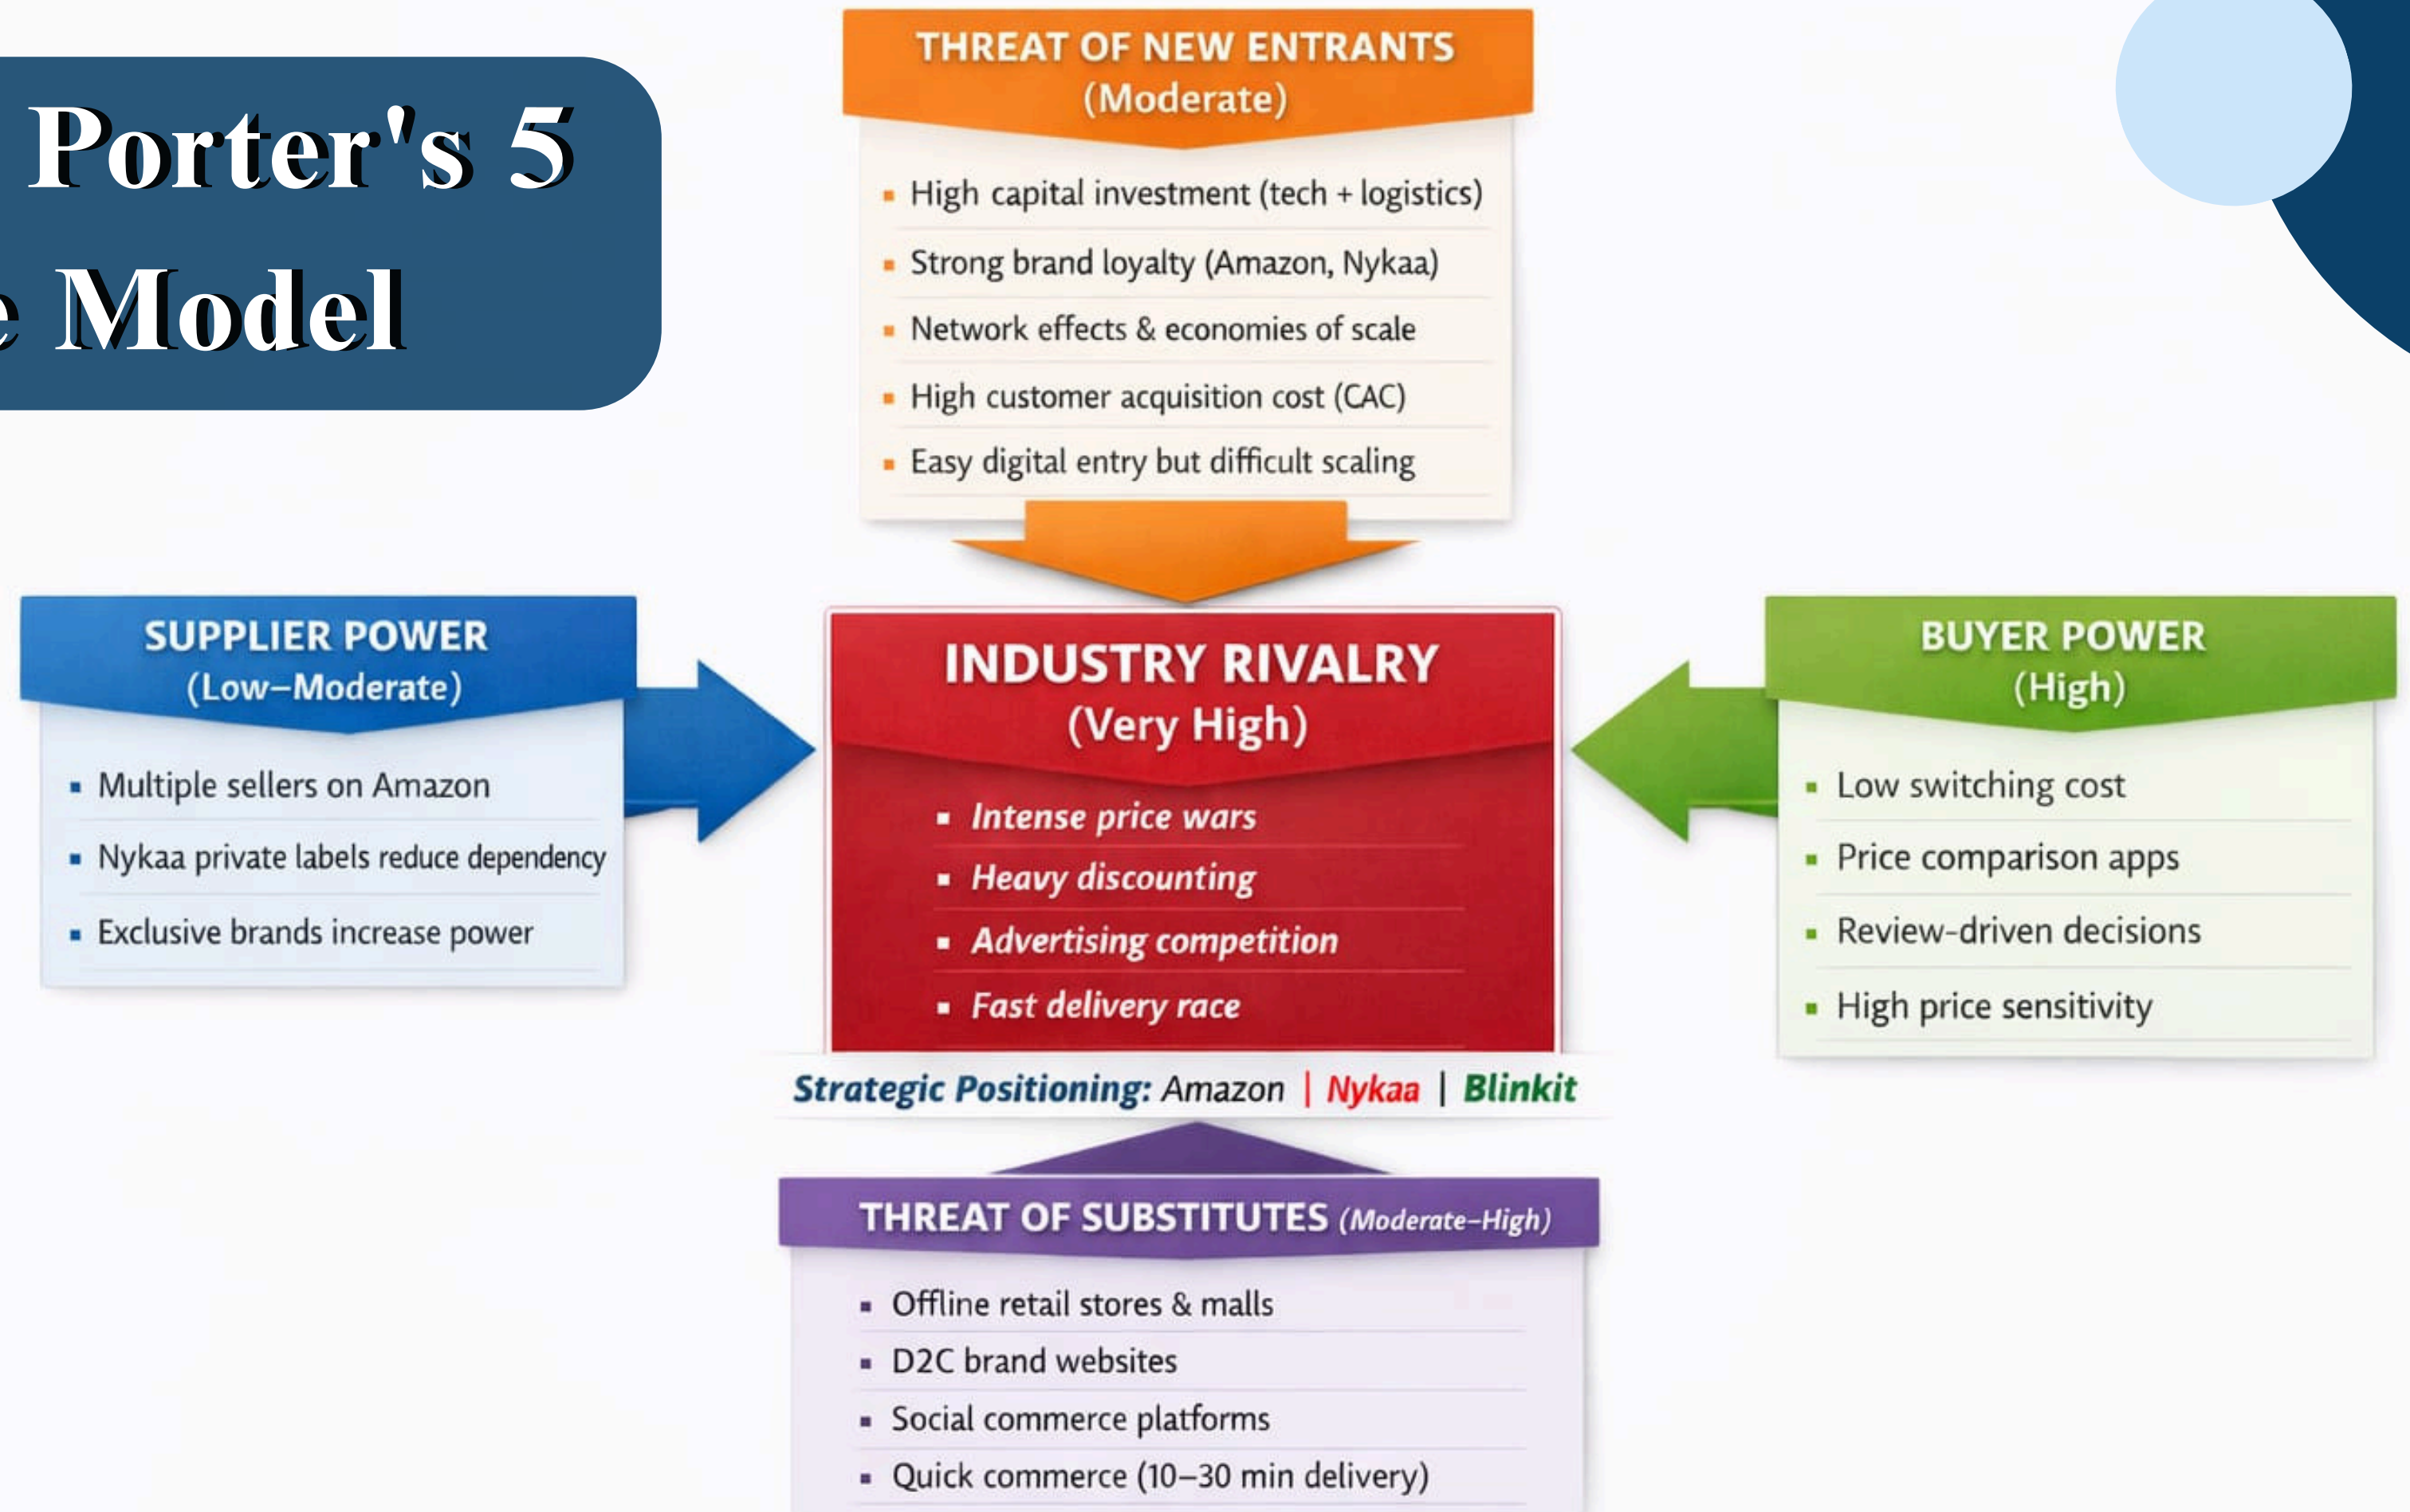 Porter's 5
e Model
THREAT OF NEW ENTRANTS
(Moderate)
▪ High capital investment (tech + logistics)
▪ Strong brand loyalty (Amazon, Nykaa)
▪ Network effects & economies of scale
▪ High customer acquisition cost (CAC)
▪ Easy digital entry but difficult scaling
SUPPLIER POWER
(Low–Moderate)
▪ Multiple sellers on Amazon
▪ Nykaa private labels reduce dependency
▪ Exclusive brands increase power
INDUSTRY RIVALRY
(Very High)
▪ Intense price wars
▪ Heavy discounting
▪ Advertising competition
▪ Fast delivery race
Strategic Positioning: Amazon | Nykaa | Blinkit
BUYER POWER
(High)
▪ Low switching cost
▪ Price comparison apps
▪ Review-driven decisions
▪ High price sensitivity
THREAT OF SUBSTITUTES (Moderate–High)
▪ Offline retail stores & malls
▪ D2C brand websites
▪ Social commerce platforms
▪ Quick commerce (10–30 min delivery)